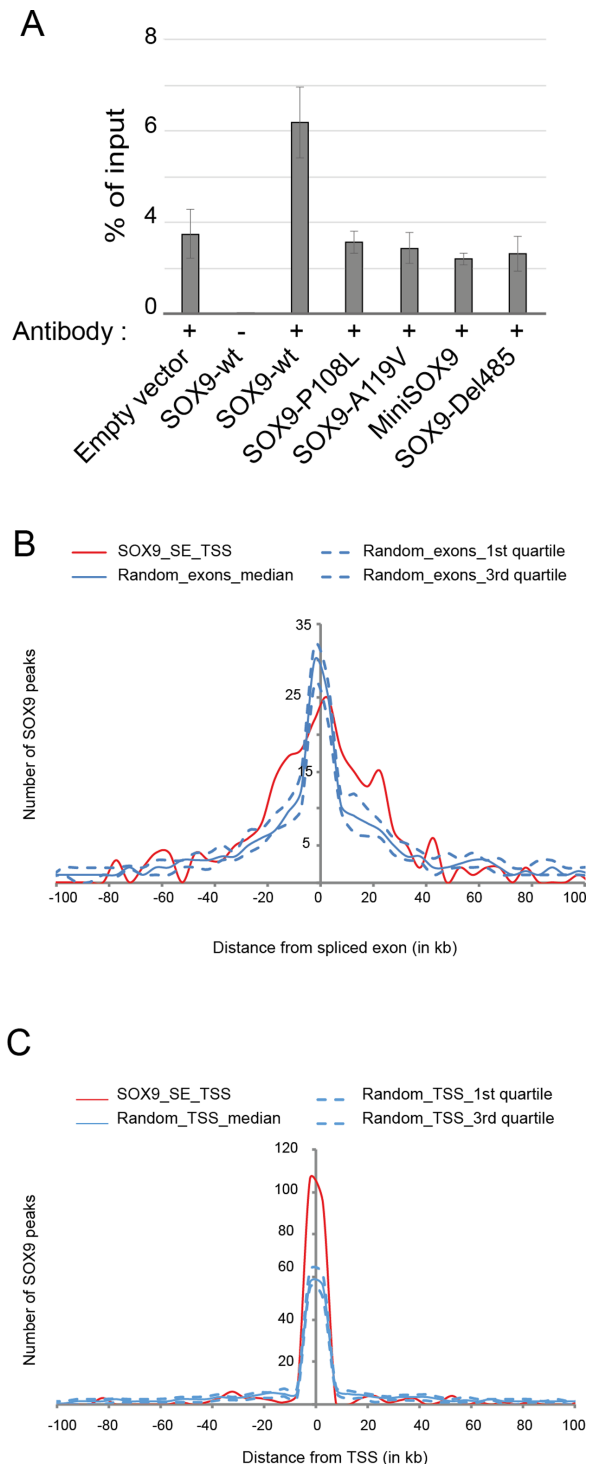 A
8
6
4
0
% of input
Antibody :
+
-
+
+
+
+
+
Empty vector
SOX9-wt
SOX9-wt
SOX9-P108L
SOX9-A119V
MiniSOX9
SOX9-Del485
B
SOX9_SE_TSS
Random_exons_1st quartile
Random_exons_median
Random_exons_3rd quartile
Number of SOX9 peaks
35
25
15
5
-100 -80 -60 -40 -20 0 20 40 60 80 100
Distance from spliced exon (in kb)
C
SOX9_SE_TSS
Random_TSS_1st quartile
Random_TSS_median
Random_TSS_3rd quartile
Number of SOX9 peaks
120
100
80
60
40
20
-100 -80 -60 -40 -20 0 20 40 60 80 100
Distance from TSS (in kb)